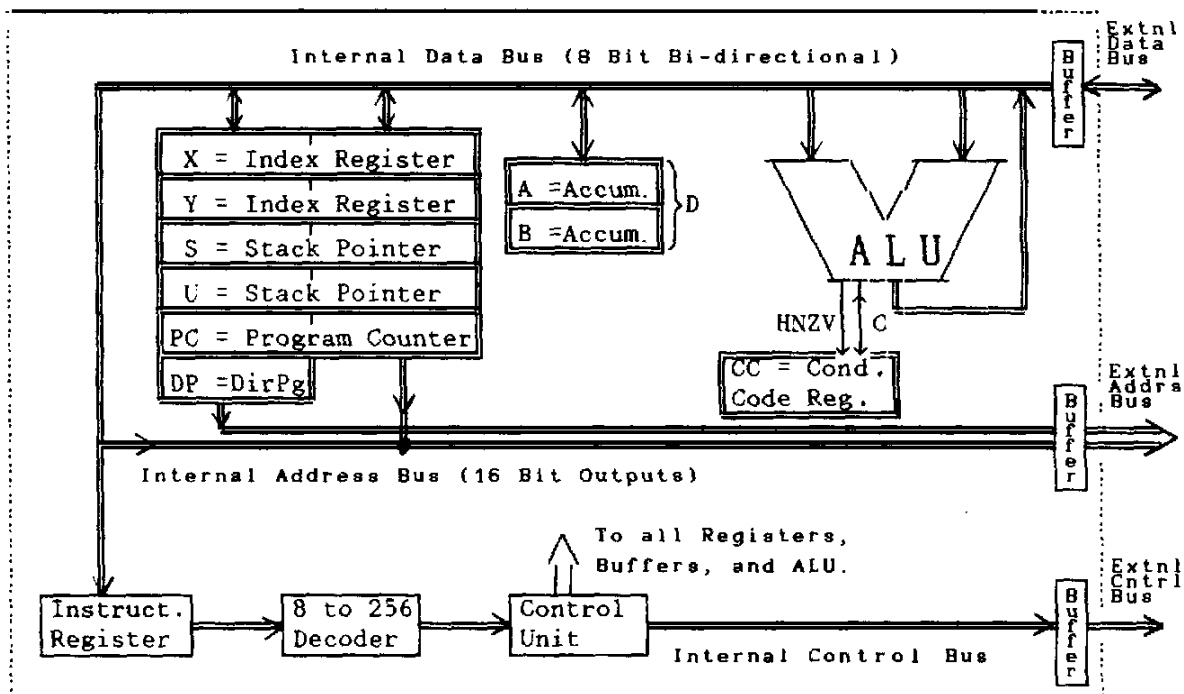 Internal Data Bus (8 Bit Bi-directional)
Buffer
Extnl
Data
Bus
X = Index Register
Y = Index Register
S = Stack Pointer
U = Stack Pointer
PC = Program Counter
DP =DirPg
A =Accum.
B =Accum.
D
ALU
HNZV
C
CC = Cond.
Code Reg.
Buffer
Extnl
Addrs
Bus
Internal Address Bus (16 Bit Outputs)
To all Registers,
Buffers, and ALU.
Instruct.
Register
8 to 256
Decoder
Control
Unit
Internal Control Bus
Buffer
Extnl
Cntrl
Bus